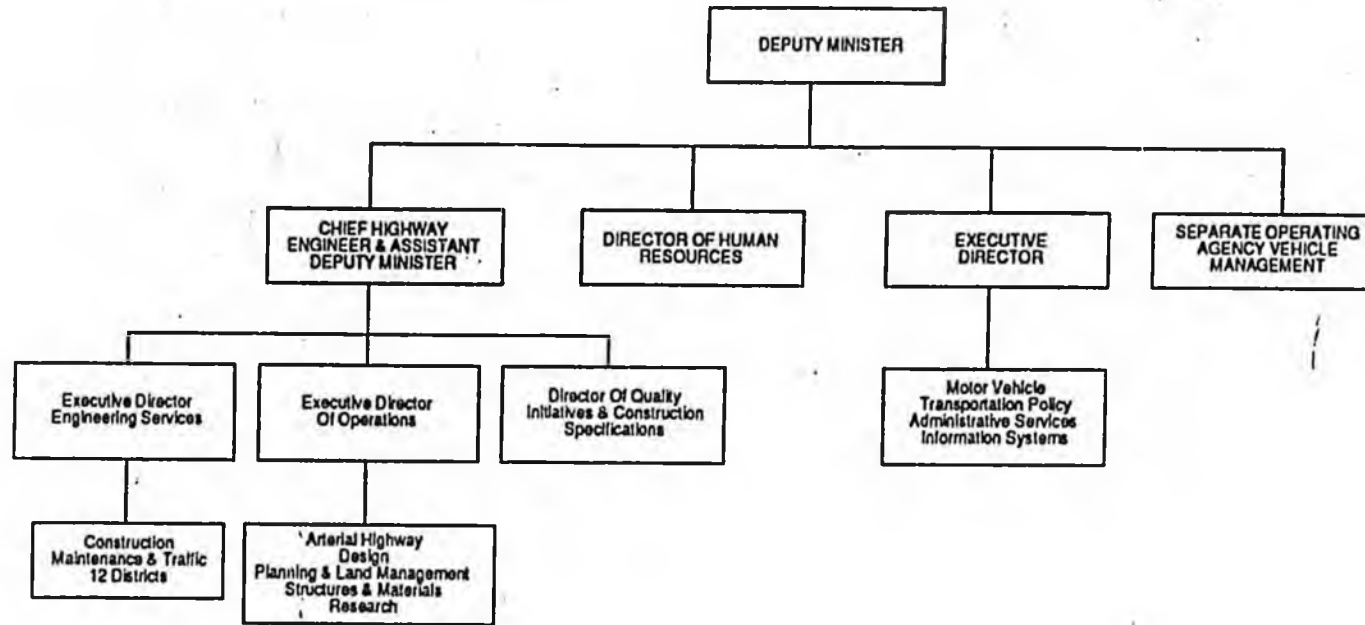 DEPUTY MINISTER
CHIEF HIGHWAY
ENGINEER & ASSISTANT
DEPUTY MINISTER
DIRECTOR OF HUMAN
RESOURCES
EXECUTIVE
DIRECTOR
SEPARATE OPERATING
AGENCY VEHICLE
MANAGEMENT
Executive Director
Engineering Services
Executive Director
Of Operations
Director Of Quality
Initiatives & Construction
Specifications
Motor Vehicle
Transportation Policy
Administrative Services
Information Systems
Construction
Maintenance & Traffic
12 Districts
Arterial Highway
Design
Planning & Land Management
Structures & Materials
Research